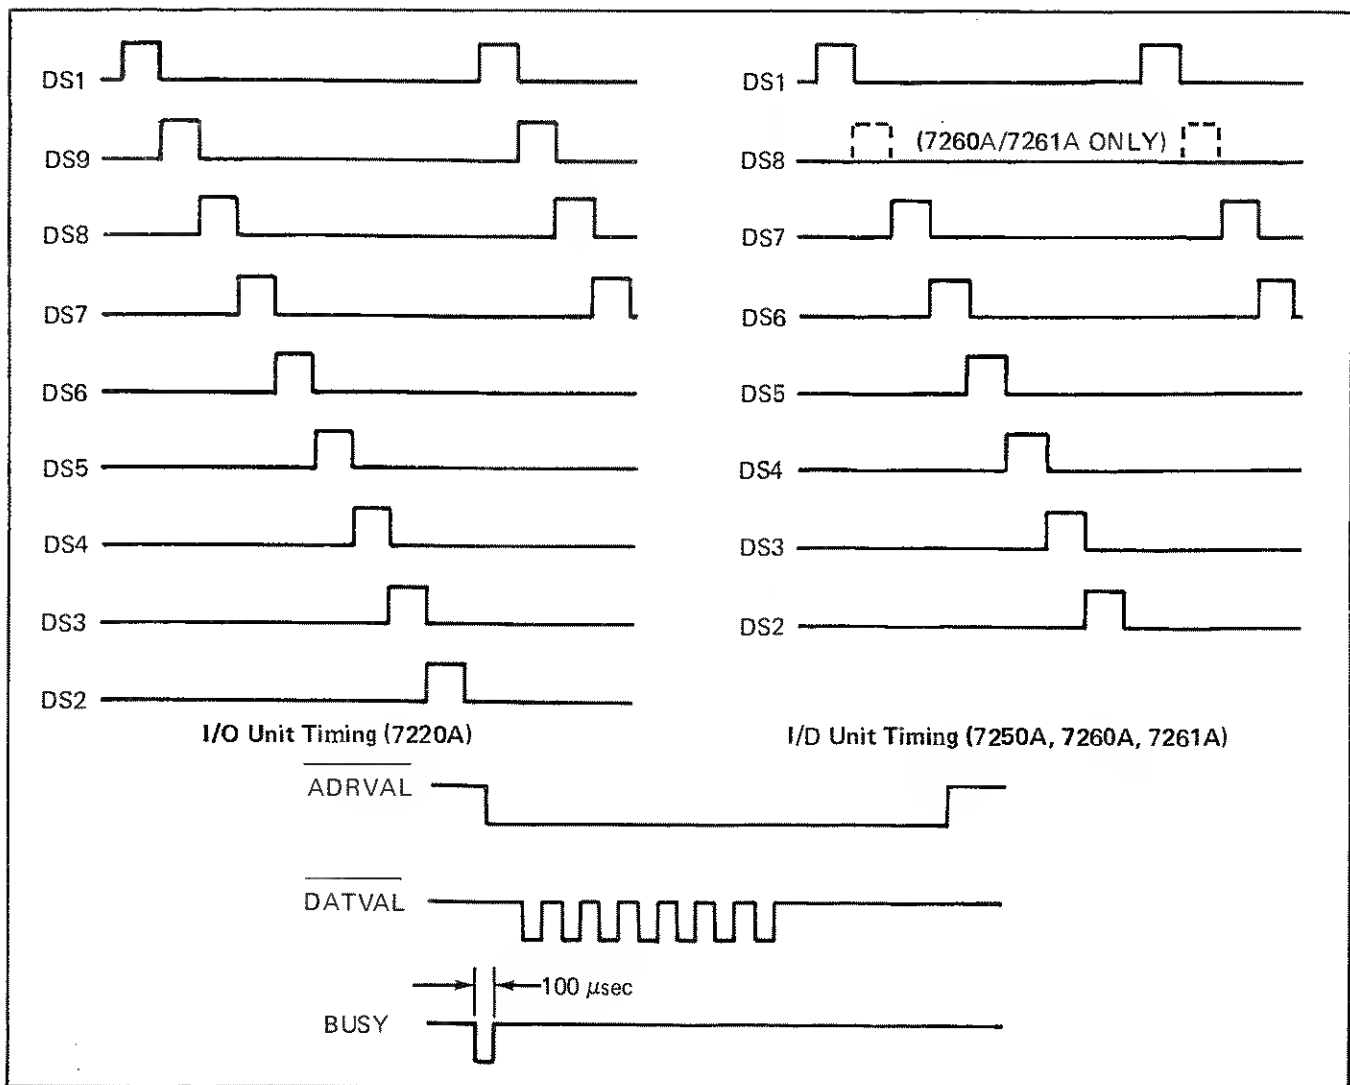 DS1
DS9
DS8
DS7
DS6
DS5
DS4
DS3
DS2
I/O Unit Timing (7220A)
DS1
(7260A/7261A ONLY)
DS8
DS7
DS6
DS5
DS4
DS3
DS2
I/D Unit Timing (7250A, 7260A, 7261A)
ADRVAL
DATVAL
100 μsec
BUSY